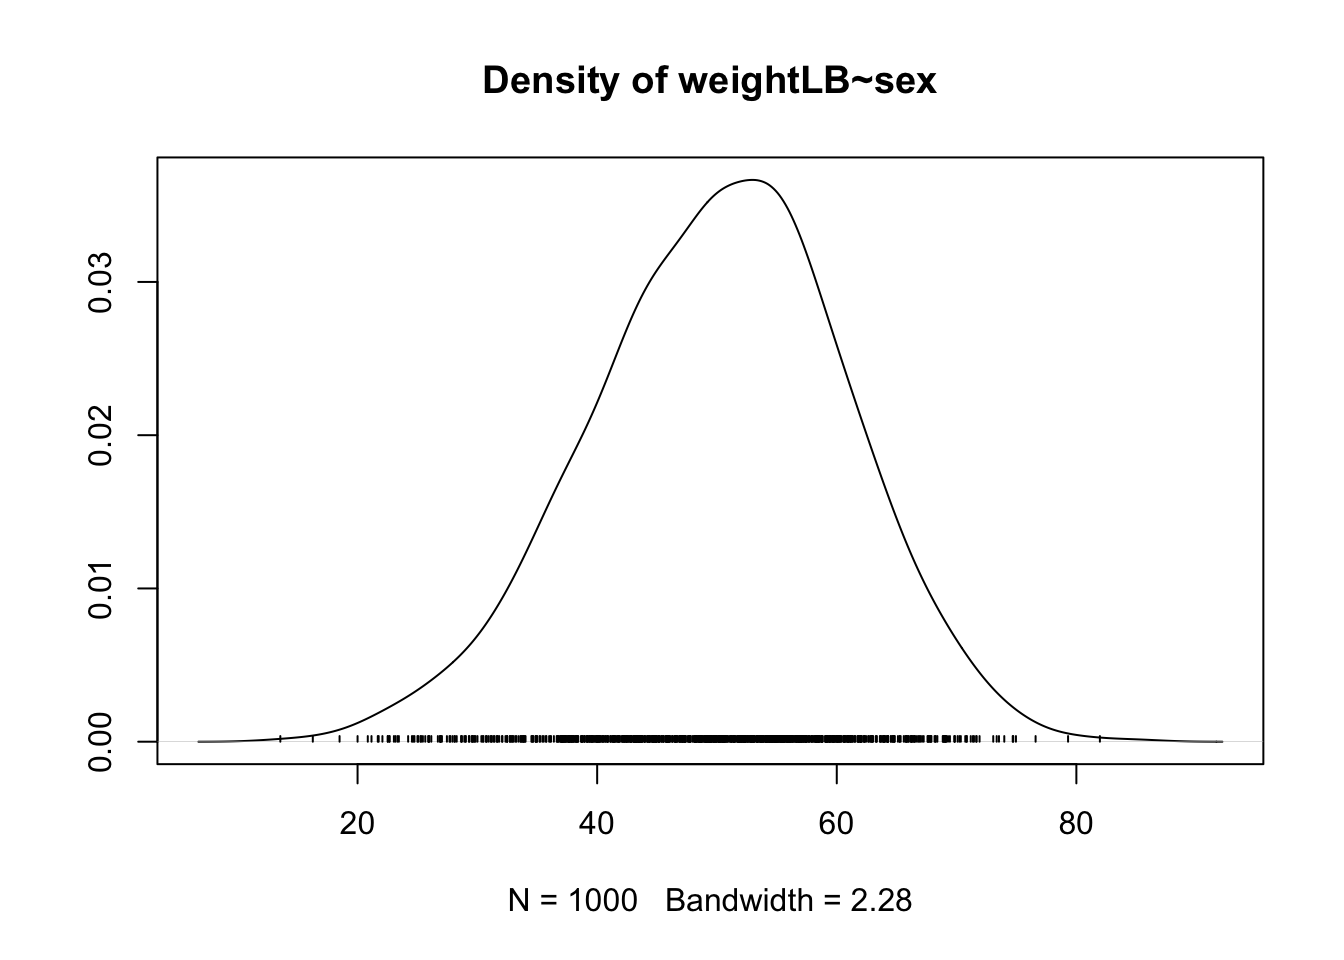 Density of weightLB~sex
0.03
0.02
0.01
0.00
20 40 60 80
N = 1000 Bandwidth = 2.28